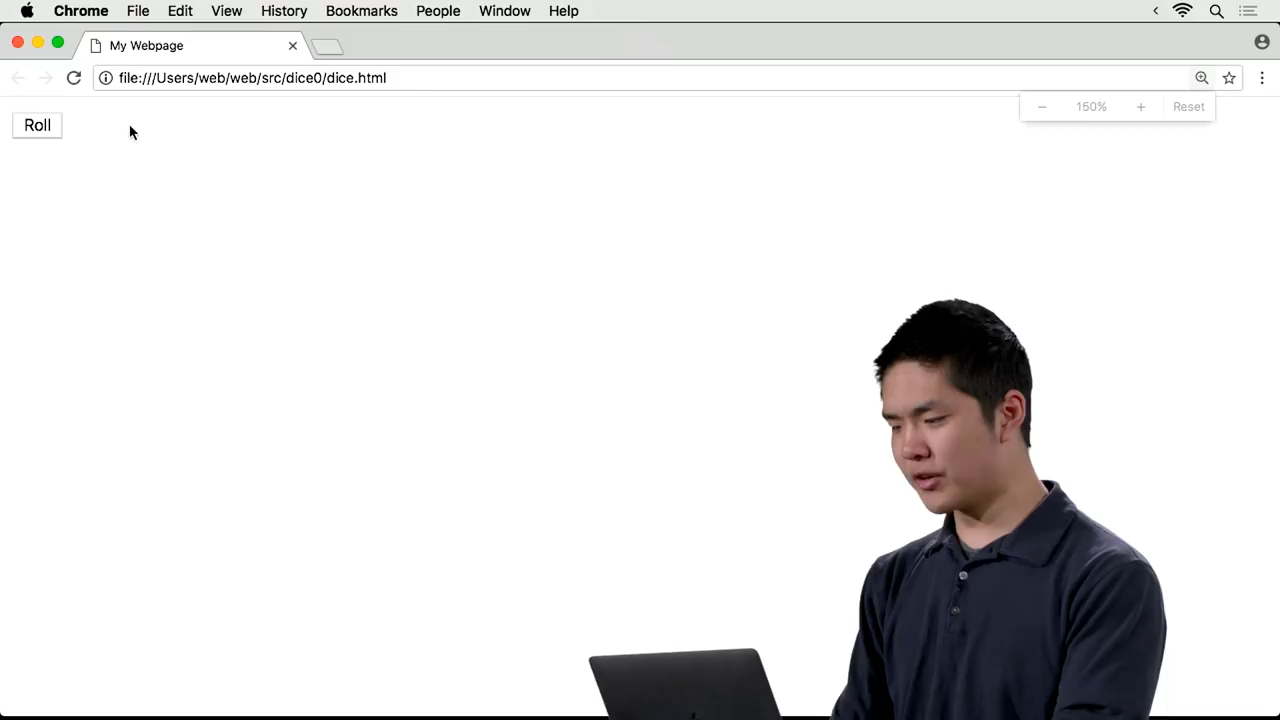 Chrome File Edit View History Bookmarks People Window Help
My Webpage
file:///Users/web/web/src/dice0/dice.html
150% Reset
Roll